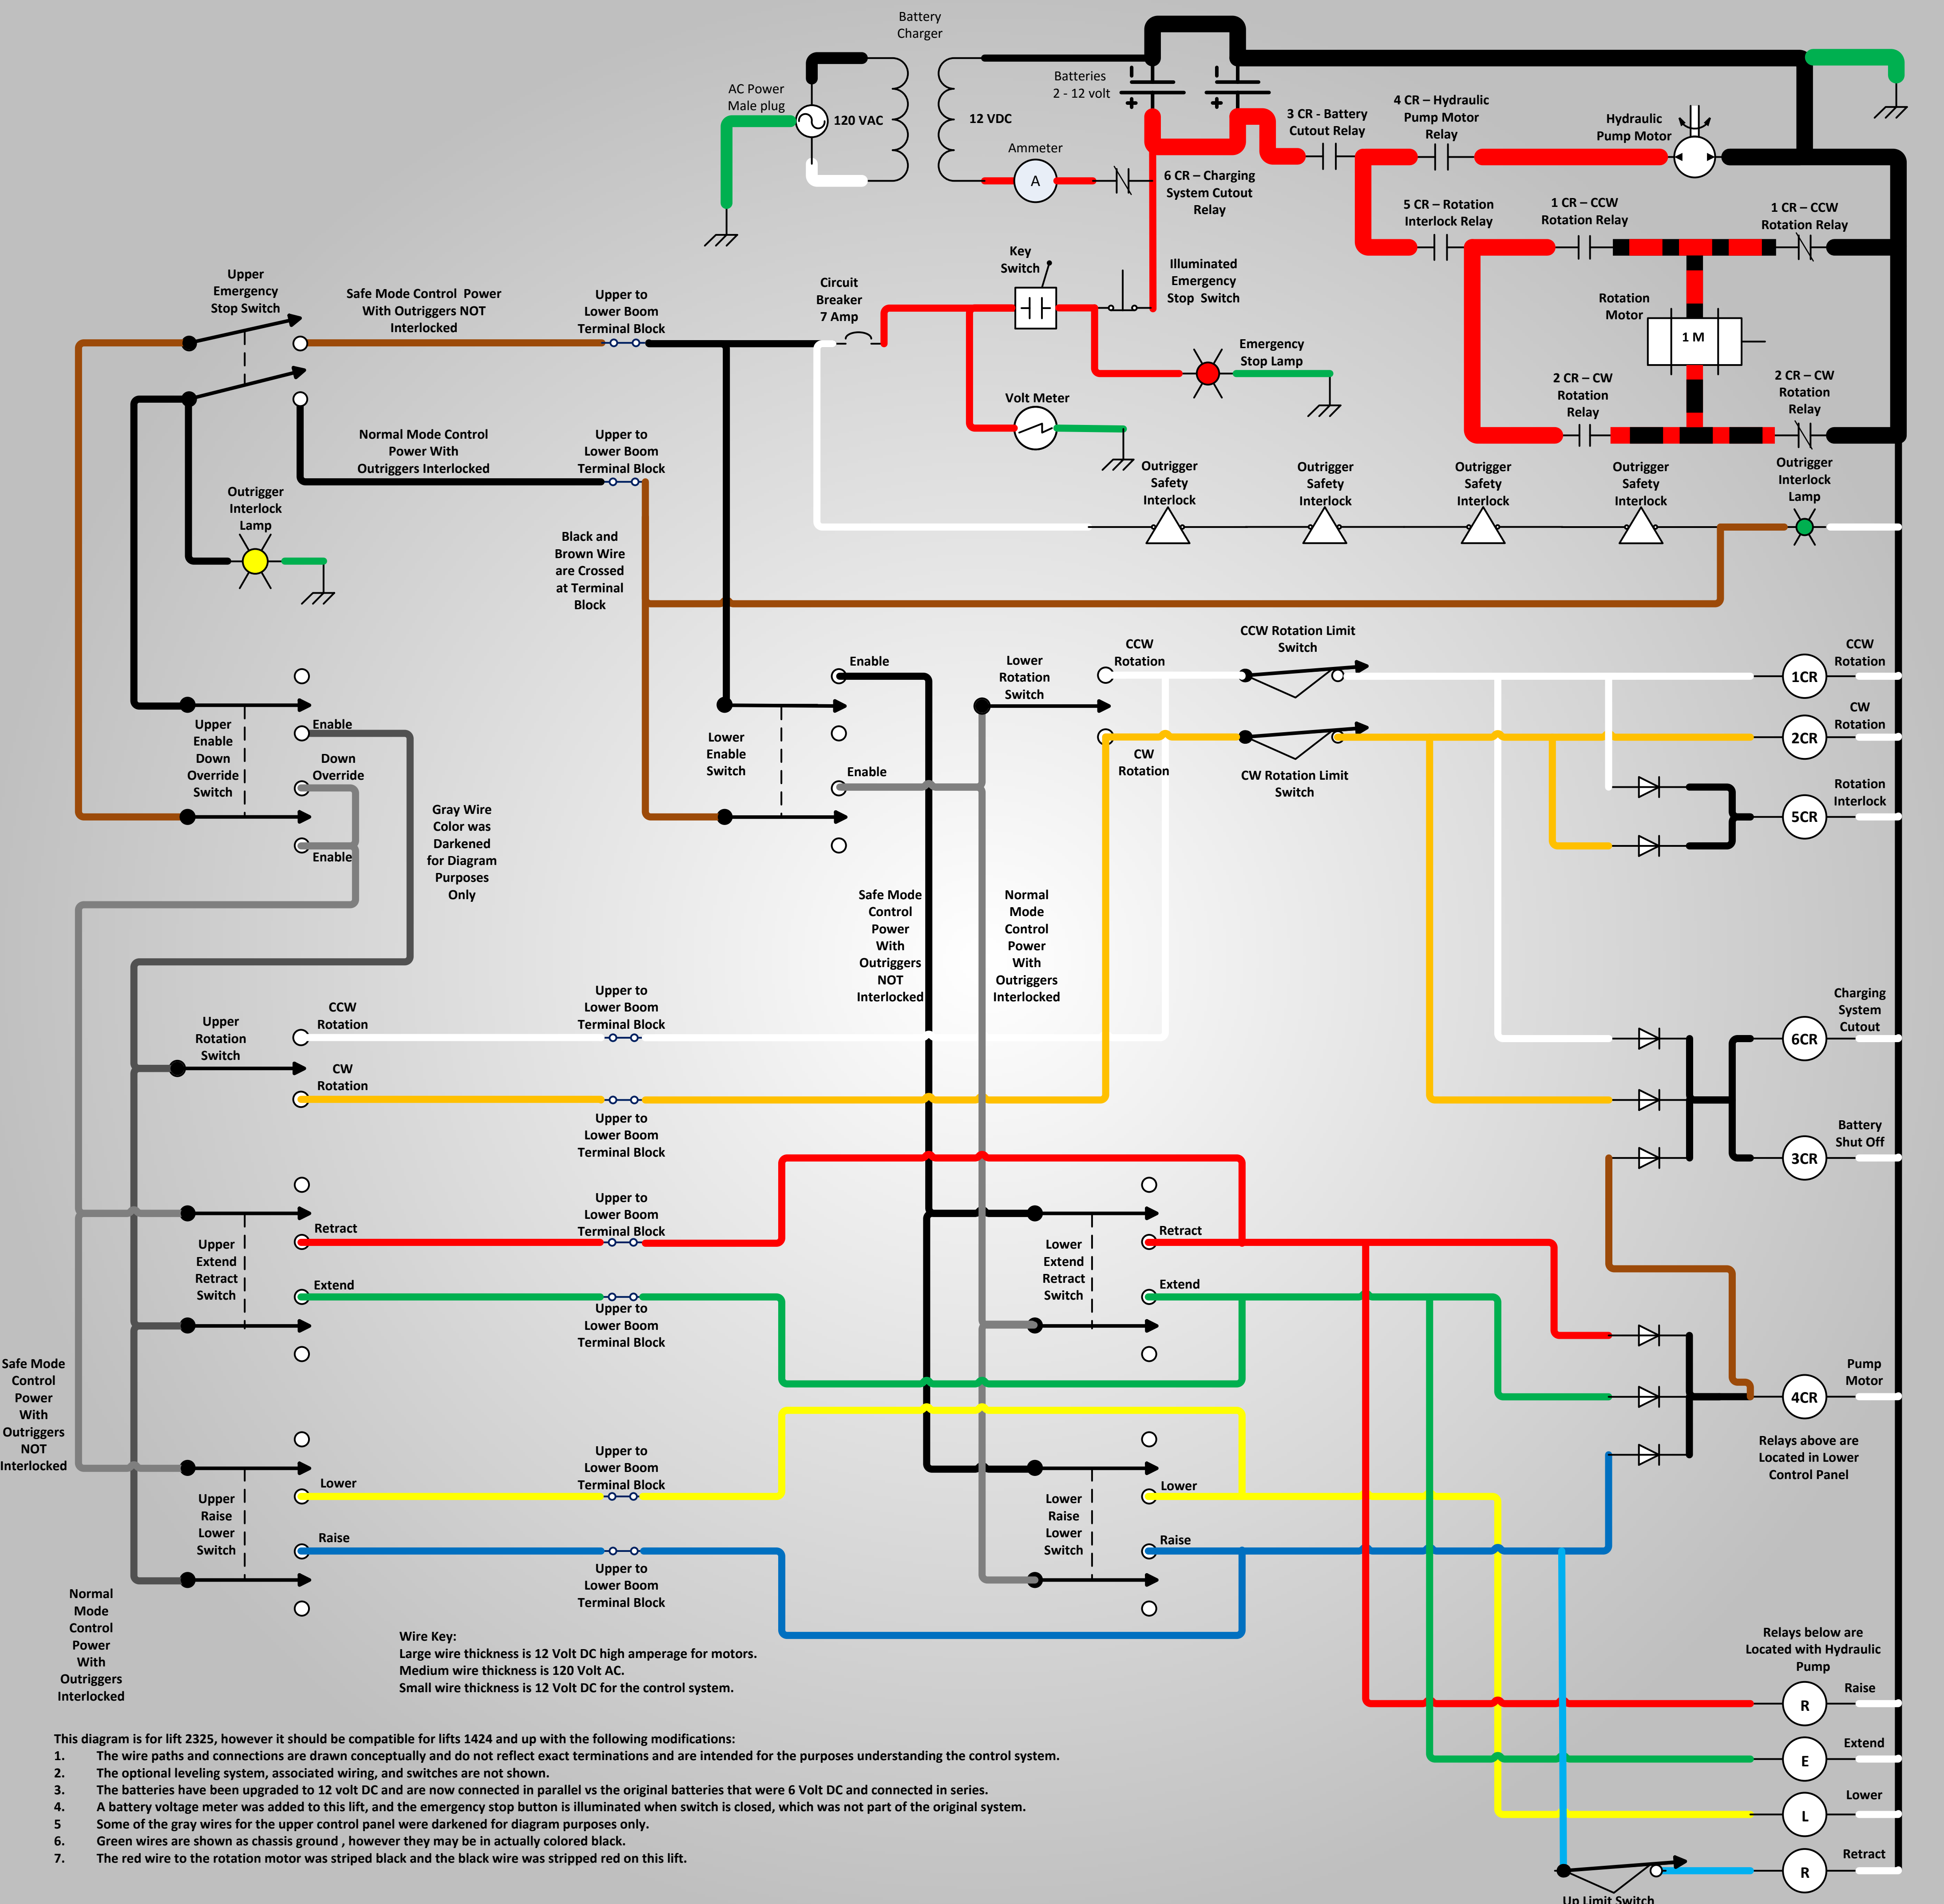 Battery
Charger
AC Power
Male plug
120 VAC
12 VDC
Batteries
2 - 12 volt
Ammeter
A
6 CR – Charging
System Cutout
Relay
3 CR - Battery
Cutout Relay
4 CR – Hydraulic
Pump Motor
Relay
Hydraulic
Pump Motor
5 CR – Rotation
Interlock Relay
1 CR – CCW
Rotation Relay
1 CR – CCW
Rotation Relay
Rotation
Motor
1 M
2 CR – CW
Rotation
Relay
2 CR – CW
Rotation
Relay
Key
Switch
Illuminated
Emergency
Stop Switch
Circuit
Breaker
7 Amp
Emergency
Stop Lamp
Volt Meter
Upper
Emergency
Stop Switch
Safe Mode Control Power
With Outriggers NOT
Interlocked
Upper to
Lower Boom
Terminal Block
Normal Mode Control
Power With
Outriggers Interlocked
Upper to
Lower Boom
Terminal Block
Outrigger
Interlock
Lamp
Black and
Brown Wire
are Crossed
at Terminal
Block
Outrigger
Safety
Interlock
Outrigger
Safety
Interlock
Outrigger
Safety
Interlock
Outrigger
Safety
Interlock
Outrigger
Interlock
Lamp
Enable
Upper
Enable
Down
Override
Switch
Down
Override
Enable
Gray Wire
Color was
Darkened
for Diagram
Purposes
Only
Enable
Lower
Enable
Switch
Enable
Lower
Rotation
Switch
CCW
Rotation
CW
Rotation
CCW Rotation Limit
Switch
CW Rotation Limit
Switch
CCW
Rotation
1CR
CW
Rotation
2CR
Rotation
Interlock
5CR
Safe Mode
Control
Power
With
Outriggers
NOT
Interlocked
Normal
Mode
Control
Power
With
Outriggers
Interlocked
Upper
Rotation
Switch
CCW
Rotation
CW
Rotation
Upper to
Lower Boom
Terminal Block
Upper to
Lower Boom
Terminal Block
Charging
System
Cutout
6CR
Battery
Shut Off
3CR
Upper
Extend
Retract
Switch
Retract
Extend
Upper to
Lower Boom
Terminal Block
Upper to
Lower Boom
Terminal Block
Lower
Extend
Retract
Switch
Retract
Extend
Pump
Motor
4CR
Relays above are
Located in Lower
Control Panel
Safe Mode
Control
Power
With
Outriggers
NOT
Interlocked
Upper
Raise
Lower
Switch
Lower
Raise
Upper to
Lower Boom
Terminal Block
Upper to
Lower Boom
Terminal Block
Lower
Raise
Lower
Switch
Lower
Raise
Normal
Mode
Control
Power
With
Outriggers
Interlocked
Wire Key:
Large wire thickness is 12 Volt DC high amperage for motors.
Medium wire thickness is 120 Volt AC.
Small wire thickness is 12 Volt DC for the control system.
Relays below are
Located with Hydraulic
Pump
Raise
R
Extend
E
Lower
L
Retract
R
Up Limit Switch
This diagram is for lift 2325, however it should be compatible for lifts 1424 and up with the following modifications:
1. The wire paths and connections are drawn conceptually and do not reflect exact terminations and are intended for the purposes understanding the control system.
2. The optional leveling system, associated wiring, and switches are not shown.
3. The batteries have been upgraded to 12 volt DC and are now connected in parallel vs the original batteries that were 6 Volt DC and connected in series.
4. A battery voltage meter was added to this lift, and the emergency stop button is illuminated when switch is closed, which was not part of the original system.
5 Some of the gray wires for the upper control panel were darkened for diagram purposes only.
6. Green wires are shown as chassis ground , however they may be in actually colored black.
7. The red wire to the rotation motor was striped black and the black wire was stripped red on this lift.